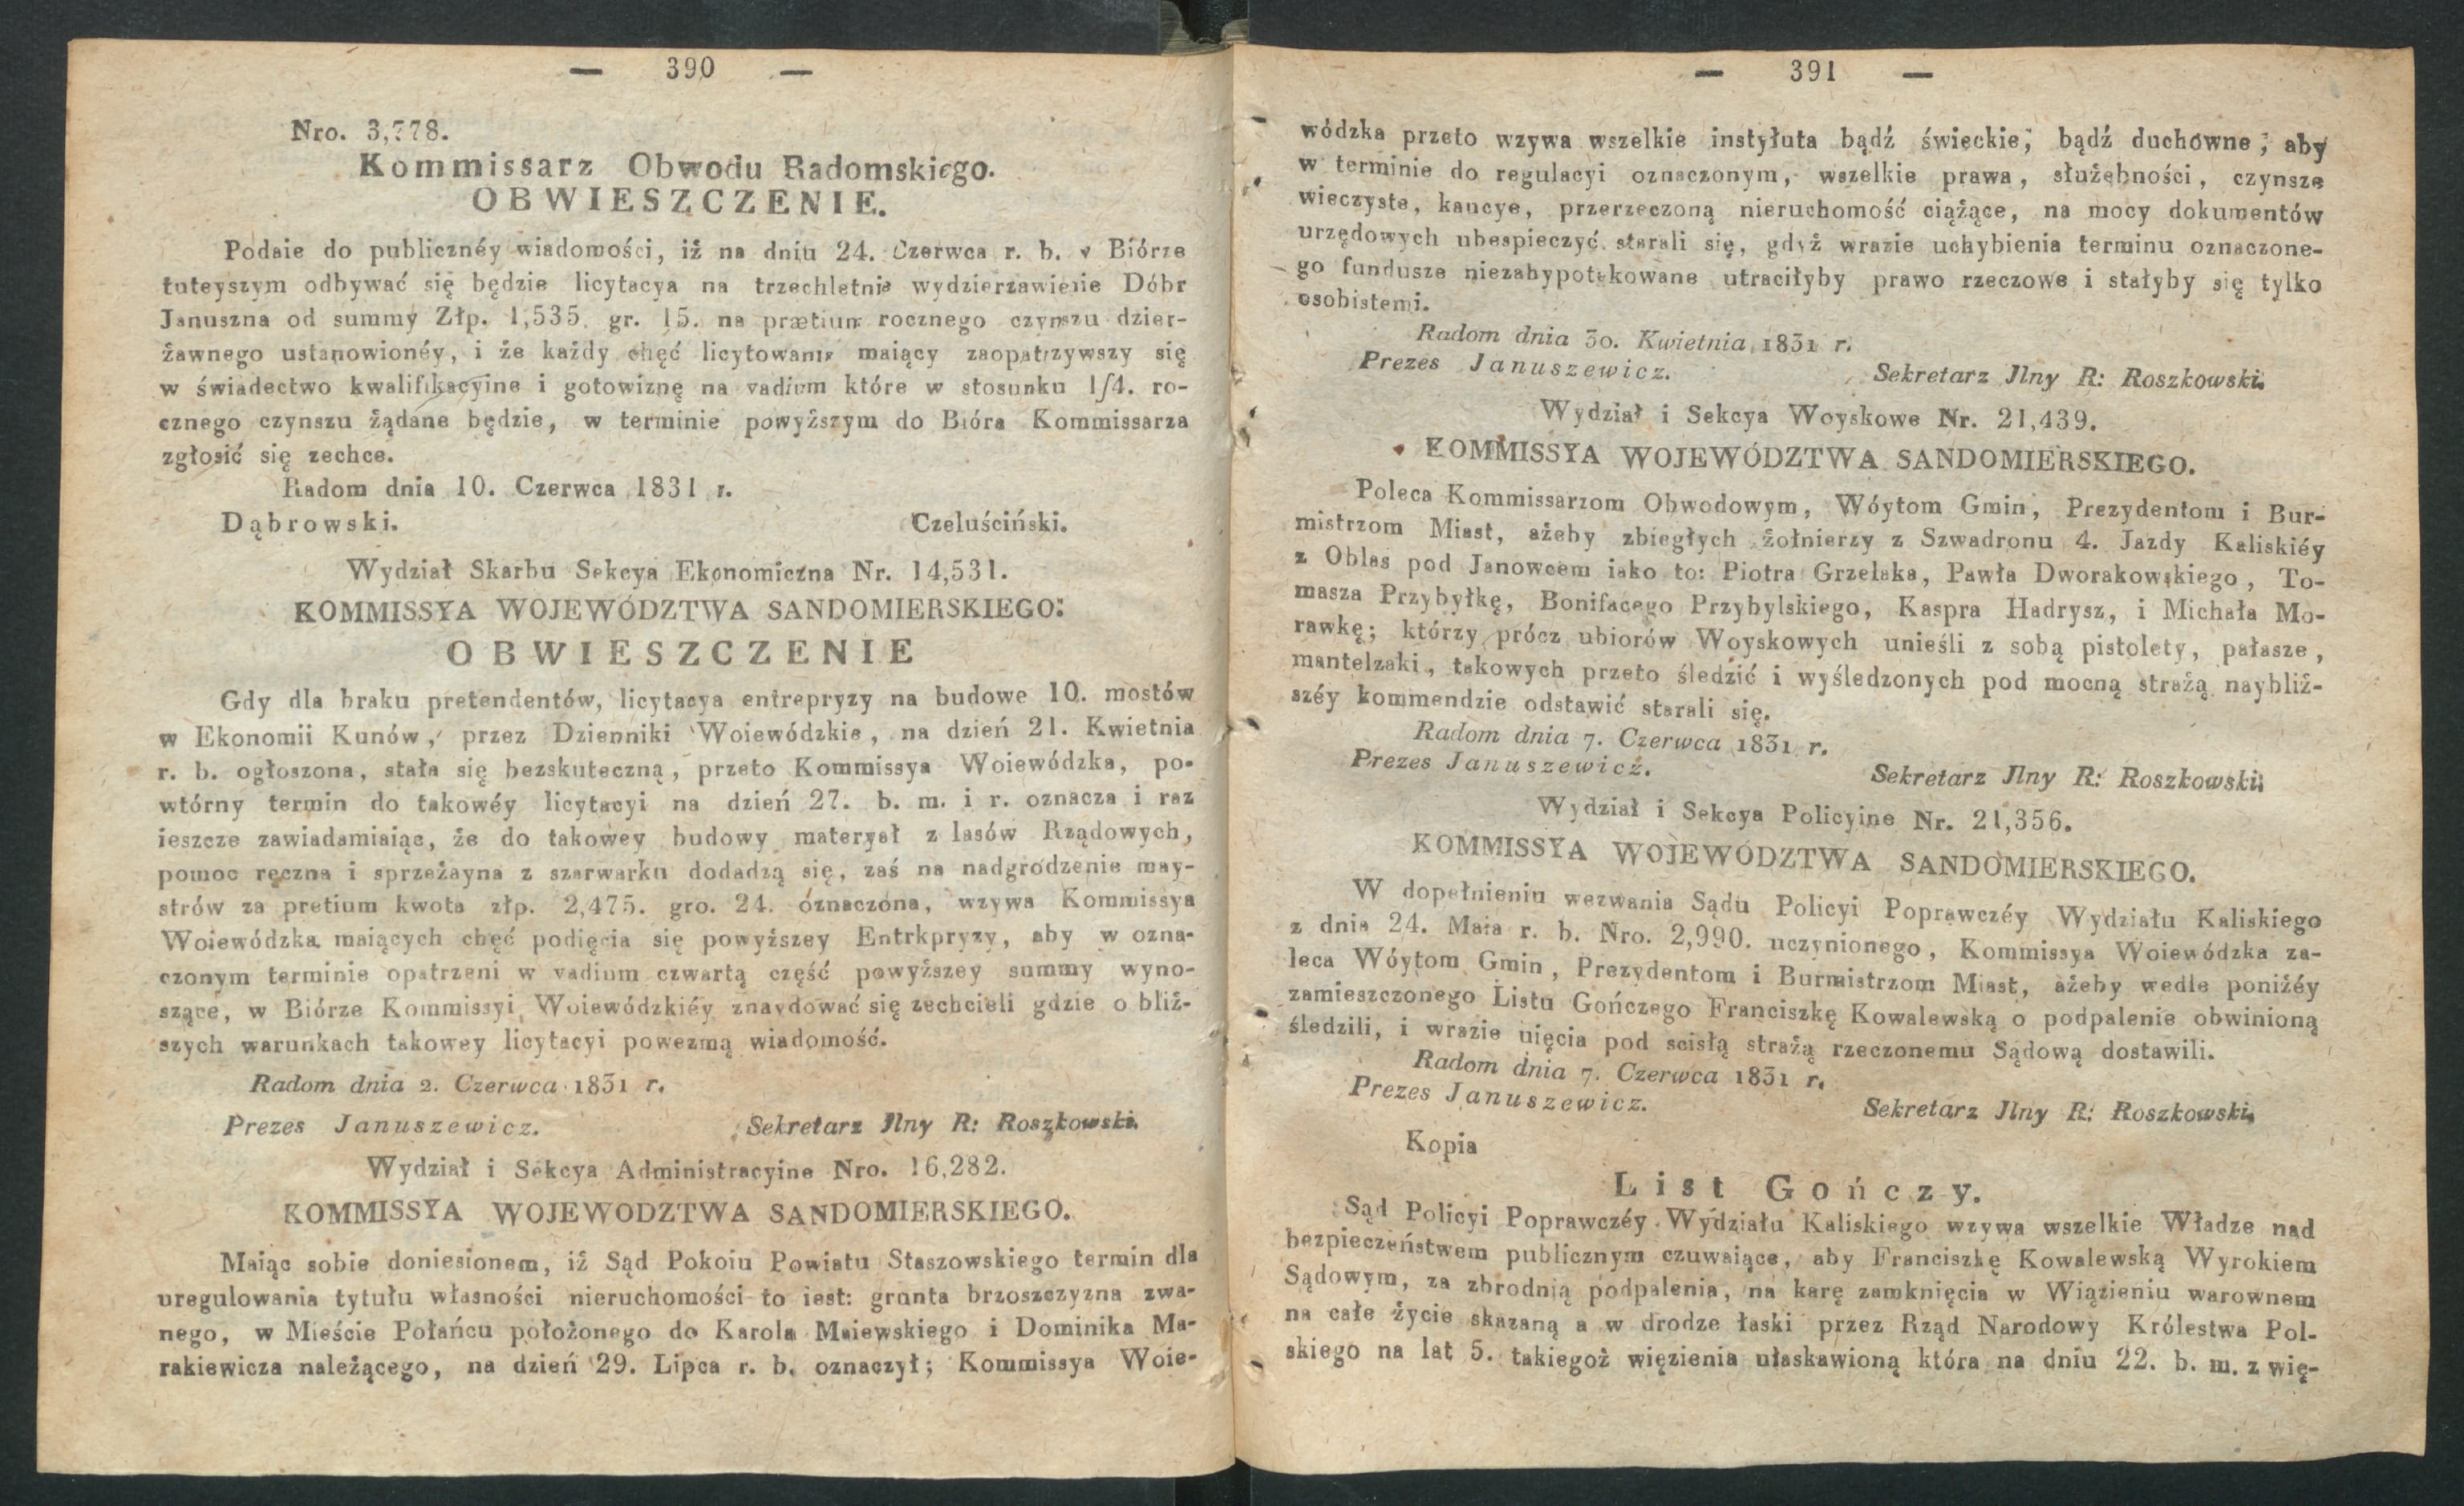 — 390 —
Nro. 3,778.
Kommissarz Obwodu Radomskiego.
OBWIESZCZENIE.
Podaie do publicznéy wiadomości, iż na dniu 24. Czerwca r. b. v Biórze
tuteyszym odbywać się będzie licytacya na trzechletnie wydzierzawienie Dóbr
Januszna od summy Złp. 1,535. gr. 15. na prætium rocznego czynszu dzier-
żawnego ustanowionéy, i że każdy chęć licytowania maiący zaopatrzywszy się
w świadectwo kwalifikacyine i gotowiznę na vadium które w stosunku 1/4. ro-
cznego czynszu żądane będzie, w terminie powyższym do Bióra Kommissarza
zgłosić się zechce.
Radom dnia 10. Czerwca 1831 r.
Dąbrowski. Czeluściński.
Wydział Skarbu Sekcya Ekonomiczna Nr. 14,531.
KOMMISSYA WOJEWÓDZTWA SANDOMIERSKIEGO:
OBWIESZCZENIE
Gdy dla braku pretendentów, licytacya entrepryzy na budowe 10. mostów
w Ekonomii Kunów, przez Dzienniki Woiewódzkie, na dzień 21. Kwietnia
r. b. ogłoszona, stała się bezskuteczną, przeto Kommissya Woiewódzka, po-
wtórny termin do takowéy licytacyi na dzień 27. b. m. i r. oznacza i raz
ieszcze zawiadamiaiąc, że do takowey budowy materyał z lasów Rządowych,
pomoc ręczna i sprzeżayna z szarwarku dodadzą się, zaś na nadgrodzenie may-
strów za pretium kwota złp. 2,475. gro. 24. óznaczona, wzywa Kommissya
Woiewódzka maiących chęć podięcia się powyższey Entrkpryzy, aby w ozna-
czonym terminie opatrzeni w vadium czwartą część powyższey summy wyno-
szące, w Biórze Kommissyi Woiewódzkiéy znaydować się zechcieli gdzie o bliż-
szych warunkach takowey licytacyi powezmą wiadomość.
Radom dnia 2. Czerwca 1831 r.
Prezes Januszewicz. Sekretarz Jlny R: Roszkowski.
Wydział i Sekcya Administracyine Nro. 16,282.
KOMMISSYA WOJEWODZTWA SANDOMIERSKIEGO.
Maiąc sobie doniesionem, iż Sąd Pokoiu Powiatu Staszowskiego termin dla
uregulowania tytułu własności nieruchomości to iest: grunta brzoszczyzna zwa-
nego, w Mieście Połańcu położonego do Karola Maiewskiego i Dominika Ma-
rakiewicza należącego, na dzień 29. Lipca r. b. oznaczył; Kommissya Woie-
— 391 —
wódzka przeto wzywa wszelkie instytuta bądź świeckie, bądź duchówne, aby
w terminie do regulacyi oznaczonym, wszelkie prawa, służebności, czynsze
wieczyste, kaucye, przerzeczoną nieruchomość ciążące, na mocy dokumentów
urzędowych ubespieczyć starali się, gdyż wrazie uchybienia terminu oznaczone-
go fundusze niezahypotekowane utraciłyby prawo rzeczowe i stałyby się tylko
osobistemi.
Radom dnia 30. Kwietnia 1831 r.
Prezes Januszewicz. Sekretarz Jlny R: Roszkowski.
Wydział i Sekcya Woyskowe Nr. 21,439.
KOMMISSYA WOJEWÓDZTWA SANDOMIERSKIEGO.
Poleca Kommissarzom Obwodowym, Wóytom Gmin, Prezydentom i Bur-
mistrzom Miast, ażeby zbiegłych żołnierzy z Szwadronu 4. Jazdy Kaliskiéy
z Oblas pod Janowcem iako to: Piotra Grzelaka, Pawła Dworakowskiego, To-
masza Przybyłkę, Bonifacego Przybylskiego, Kaspra Hadrysz, i Michała Mo-
rawkę; którzy prócz ubiorów Woyskowych unieśli z sobą pistolety, pałasze,
mantelzaki, takowych przeto śledzić i wyśledzonych pod mocną strażą naybliż-
széy kommendzie odstawić starali się.
Radom dnia 7. Czerwca 1831 r.
Prezes Januszewicz. Sekretarz Jlny R: Roszkowski.
Wydział i Sekcya Policyine Nr. 21,356.
KOMMISSYA WOJEWÓDZTWA SANDOMIERSKIEGO.
W dopełnieniu wezwania Sądu Policyi Poprawczéy Wydziału Kaliskiego
z dnia 24. Maia r. b. Nro. 2,990. uczynionego, Kommissya Woiewódzka za-
leca Wóytom Gmin, Prezydentom i Burmistrzom Miast, ażeby wedle poniżéy
zamieszczonego Listu Gończego Franciszkę Kowalewską o podpalenie obwinioną
śledzili, i wrazie uięcia pod scisłą strażą rzeczonemu Sądową dostawili.
Radom dnia 7. Czerwca 1831 r.
Prezes Januszewicz. Sekretarz Jlny R: Roszkowski.
Kopia
List Gończy.
Sąd Policyi Poprawczéy Wydziału Kaliskiego wzywa wszelkie Władze nad
bezpieczeństwem publicznym czuwaiące, aby Franciszkę Kowalewską Wyrokiem
Sądowym, za zbrodnią podpalenia, na karę zamknięcia w Wiązieniu warownem
na całe życie skazaną a w drodze łaski przez Rząd Narodowy Królestwa Pol-
skiego na lat 5. takiegoż więzienia ułaskawioną która na dniu 22. b. m. z wię-